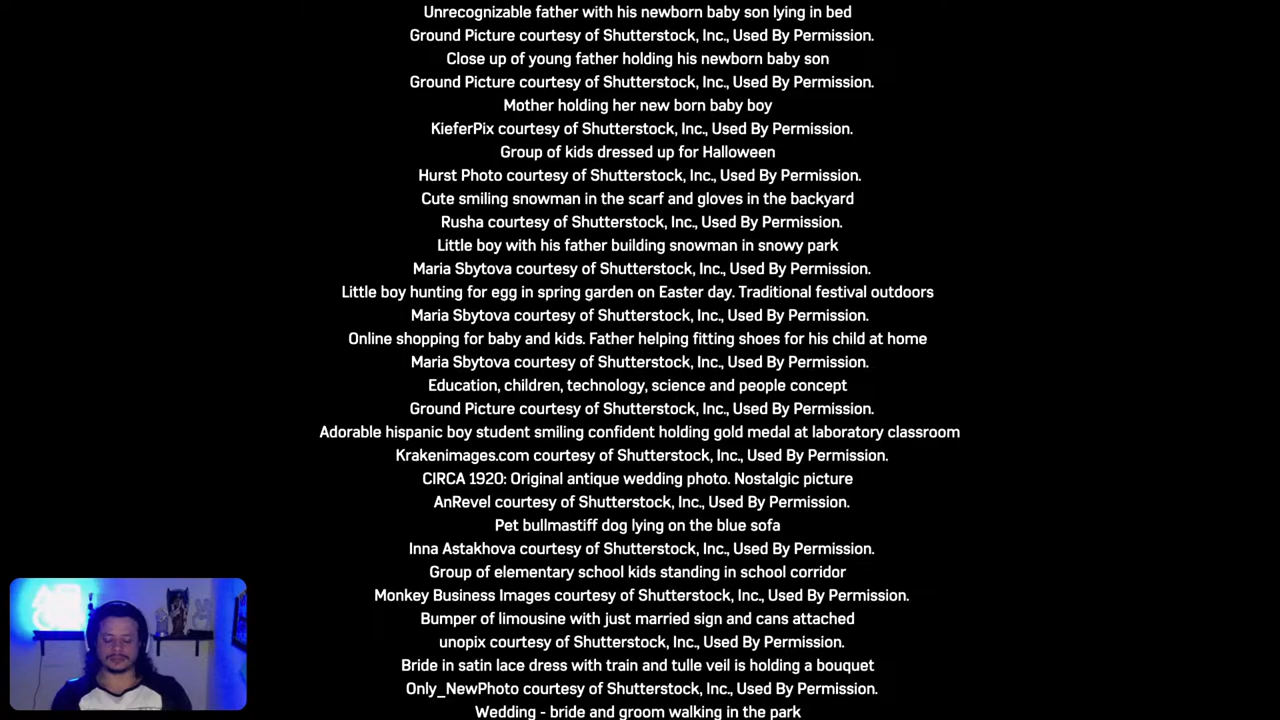 Unrecognizable father with his newborn baby son lying in bed
Ground Picture courtesy of Shutterstock, Inc., Used By Permission.
Close up of young father holding his newborn baby son
Ground Picture courtesy of Shutterstock, Inc., Used By Permission.
Mother holding her new born baby boy
KieferPix courtesy of Shutterstock, Inc., Used By Permission.
Group of kids dressed up for Halloween
Hurst Photo courtesy of Shutterstock, Inc., Used By Permission.
Cute smiling snowman in the scarf and gloves in the backyard
Rusha courtesy of Shutterstock, Inc., Used By Permission.
Little boy with his father building snowman in snowy park
Maria Sbytova courtesy of Shutterstock, Inc., Used By Permission.
Little boy hunting for egg in spring garden on Easter day. Traditional festival outdoors
Maria Sbytova courtesy of Shutterstock, Inc., Used By Permission.
Online shopping for baby and kids. Father helping fitting shoes for his child at home
Maria Sbytova courtesy of Shutterstock, Inc., Used By Permission.
Education, children, technology, science and people concept
Ground Picture courtesy of Shutterstock, Inc., Used By Permission.
Adorable hispanic boy student smiling confident holding gold medal at laboratory classroom
Krakenimages.com courtesy of Shutterstock, Inc., Used By Permission.
CIRCA 1920: Original antique wedding photo. Nostalgic picture
AnRevel courtesy of Shutterstock, Inc., Used By Permission.
Pet bullmastiff dog lying on the blue sofa
Inna Astakhova courtesy of Shutterstock, Inc., Used By Permission.
Group of elementary school kids standing in school corridor
Monkey Business Images courtesy of Shutterstock, Inc., Used By Permission.
Bumper of limousine with just married sign and cans attached
unopix courtesy of Shutterstock, Inc., Used By Permission.
Bride in satin lace dress with train and tulle veil is holding a bouquet
Only_NewPhoto courtesy of Shutterstock, Inc., Used By Permission.
Wedding - bride and groom walking in the park